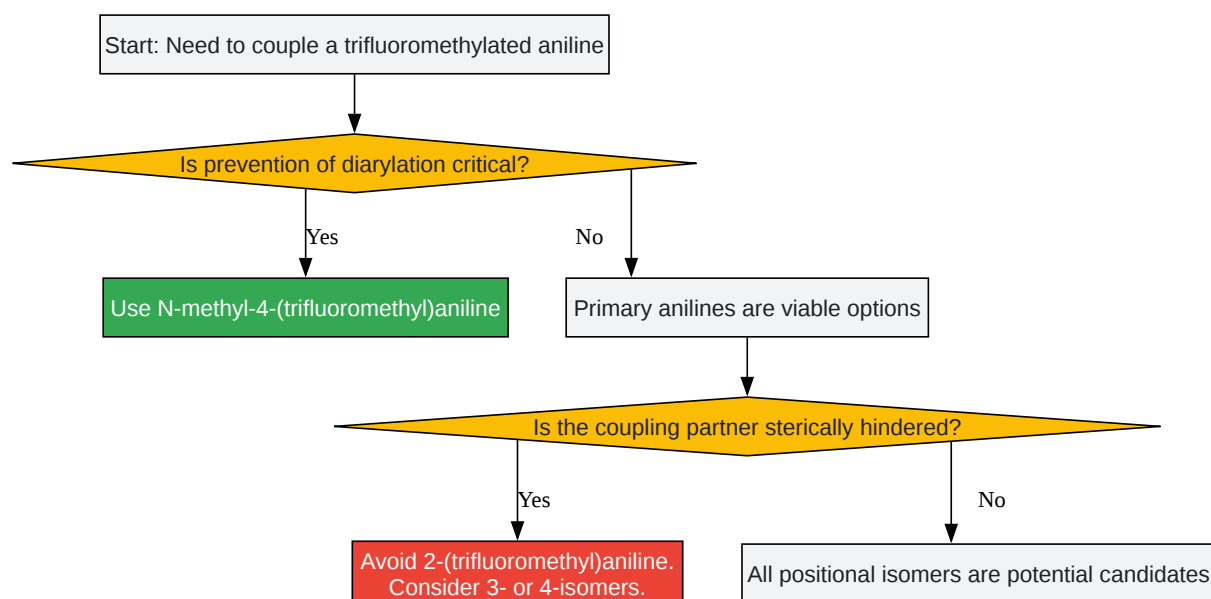 Start: Need to couple a trifluoromethylated aniline
Is prevention of diarylation critical?
Yes
No
Use N-methyl-4-(trifluoromethyl)aniline
Primary anilines are viable options
Is the coupling partner sterically hindered?
Yes
No
Avoid 2-(trifluoromethyl)aniline.
Consider 3- or 4-isomers.
All positional isomers are potential candidates